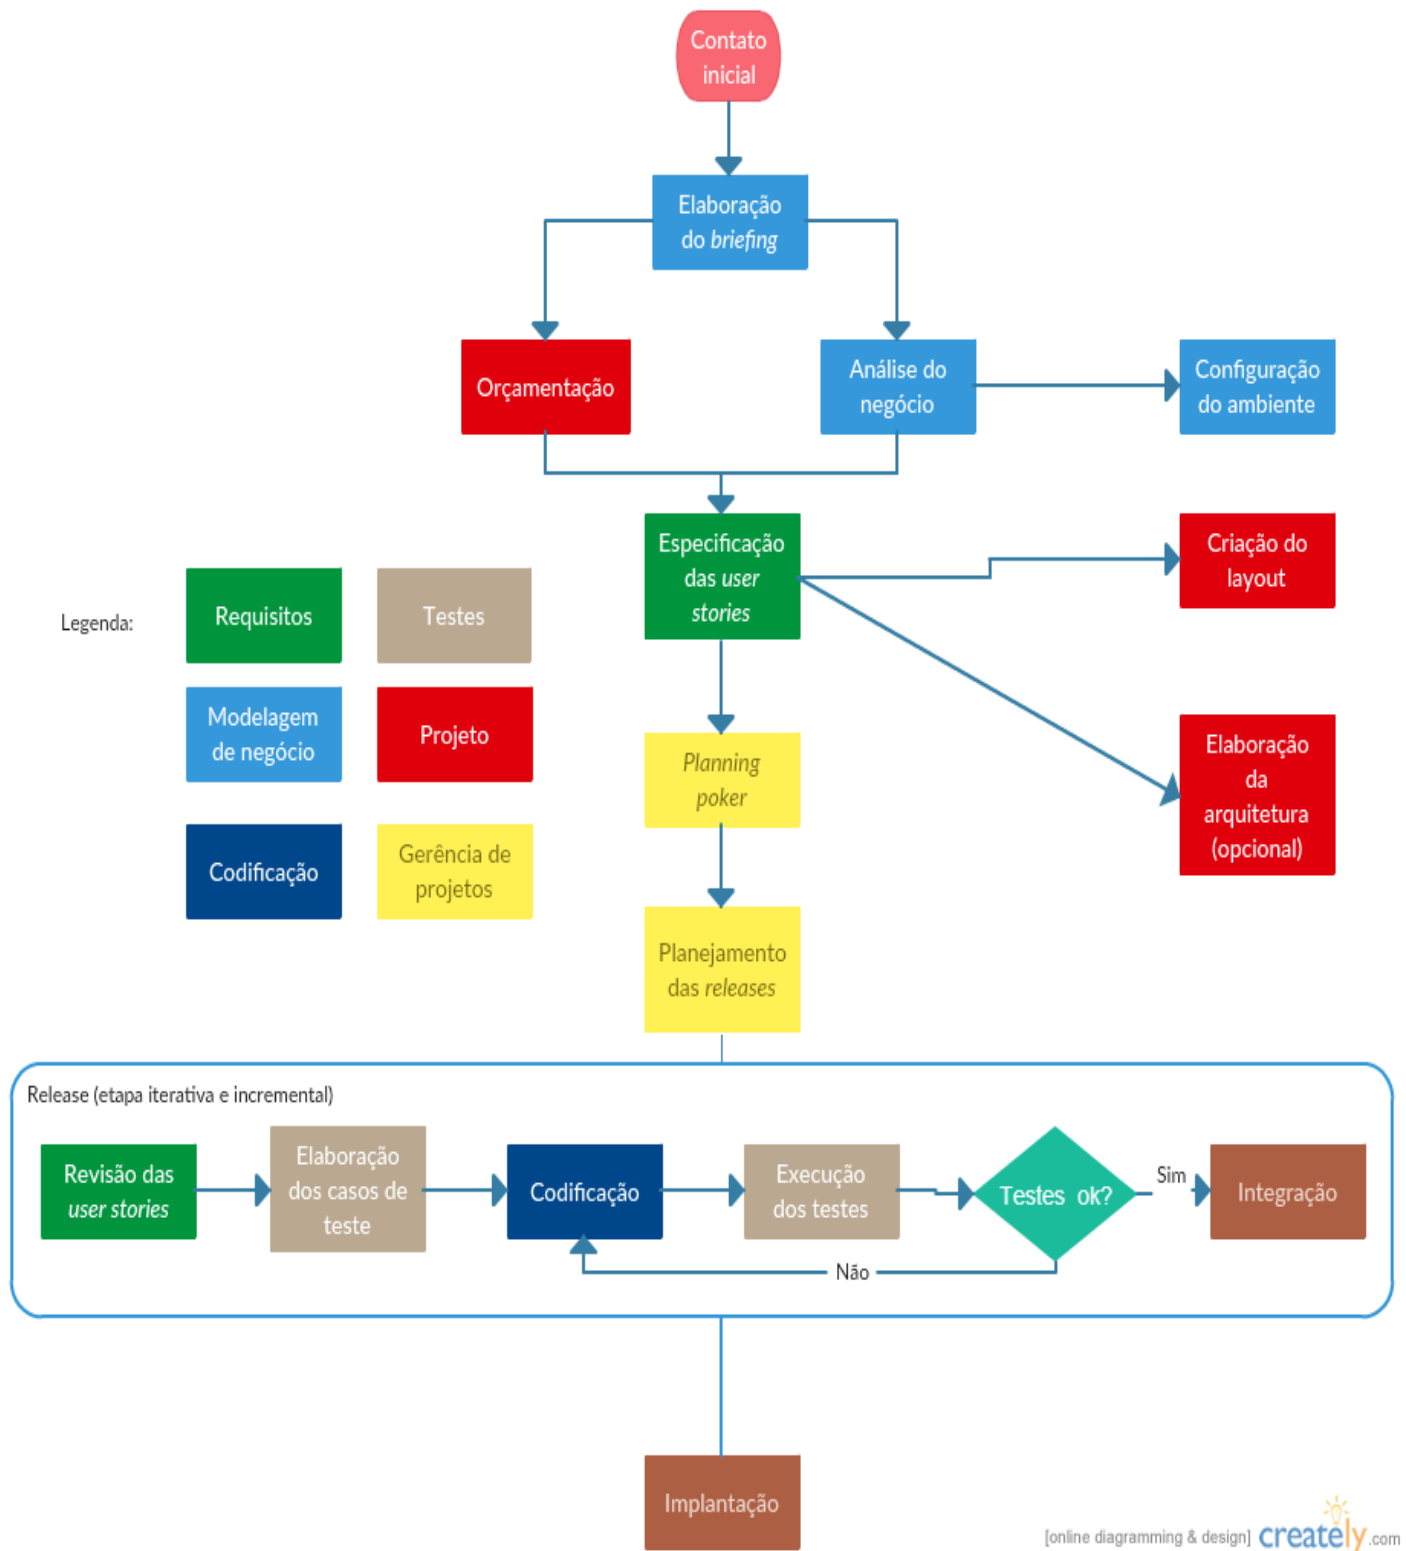 Contato
inicial
Elaboração
do briefing
Orçamentação
Análise do
negócio
Configuração
do ambiente
Especificação
das user
stories
Criação do
layout
Legenda:
Requisitos
Testes
Modelagem
de negócio
Projeto
Codificação
Gerência de
projetos
Planning
poker
Elaboração
da
arquitetura
(opcional)
Planejamento
das releases
Release (etapa iterativa e incremental)
Revisão das
user stories
Elaboração
dos casos de
teste
Codificação
Execução
dos testes
Testes ok?
Sim
Integração
Não
Implantação
[online diagramming & design] creately.com